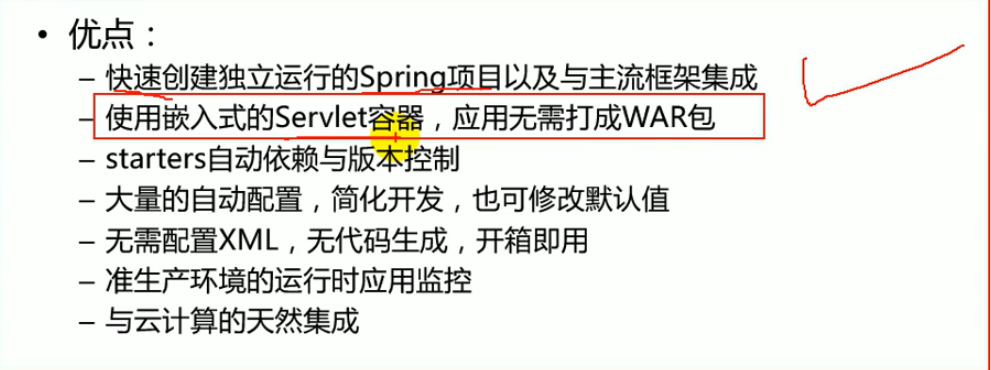 • 优点：
– 快速创建独立运行的Spring项目以及与主流框架集成
– 使用嵌入式的Servlet容器，应用无需打成WAR包
– starters自动依赖与版本控制
– 大量的自动配置，简化开发，也可修改默认值
– 无需配置XML，无代码生成，开箱即用
– 准生产环境的运行时应用监控
– 与云计算的天然集成